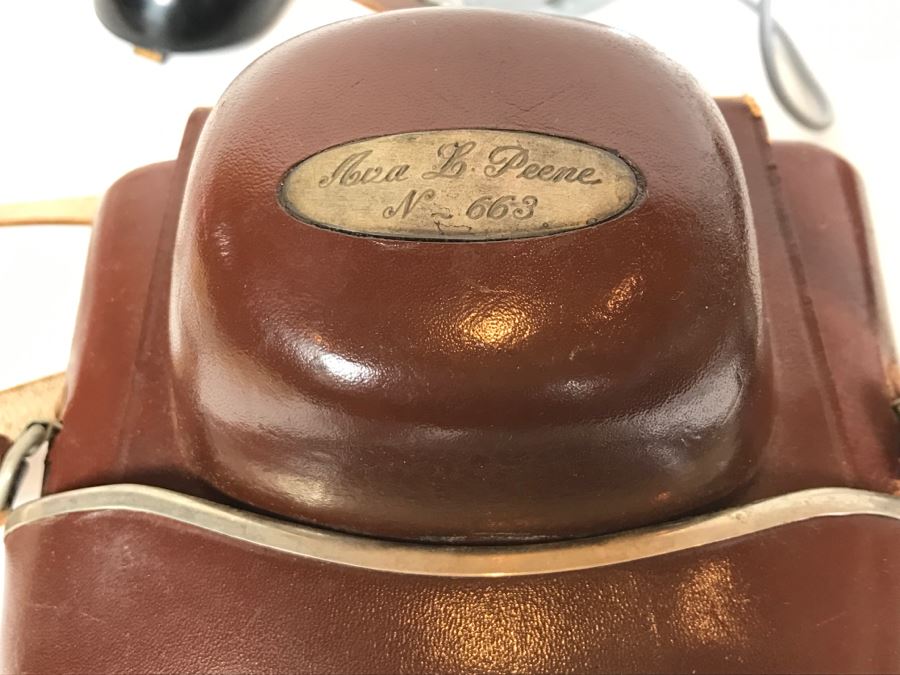 Ava L. Peene
N ~ 663